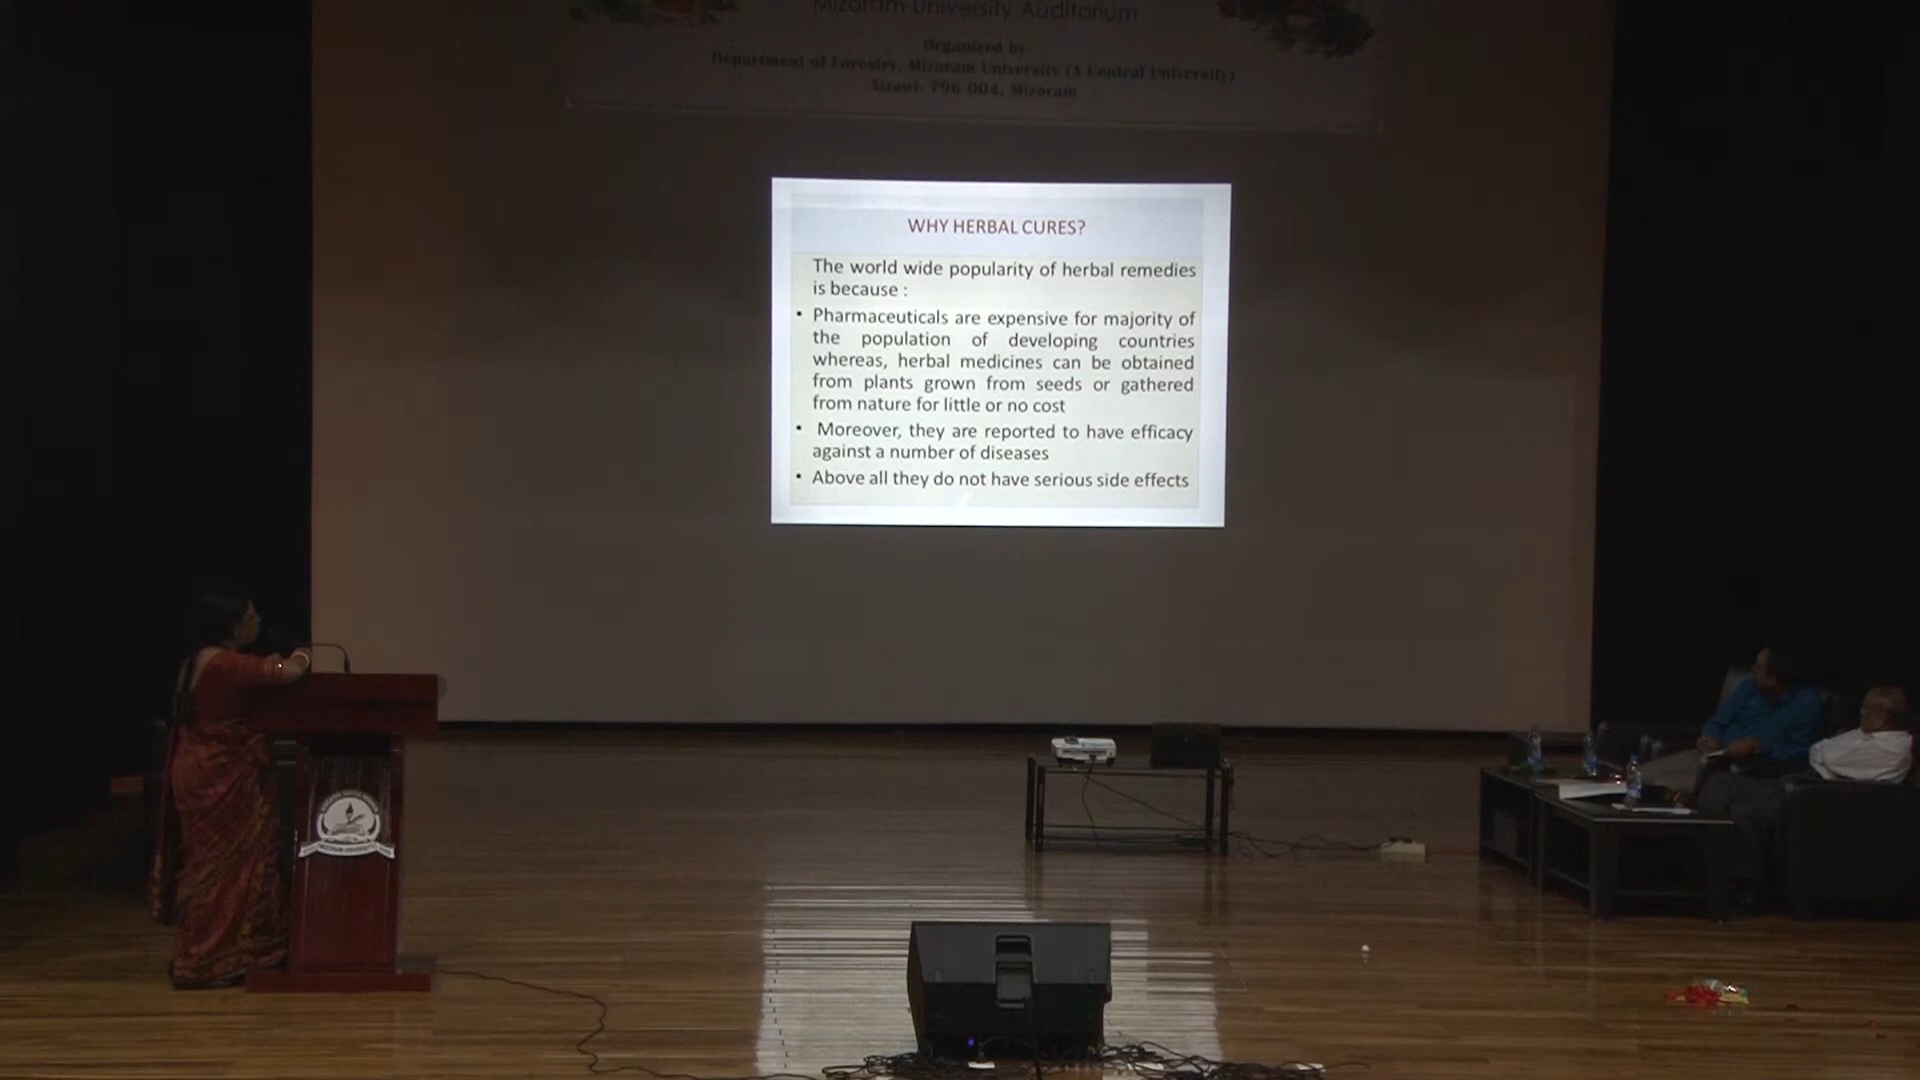 Mizoram University Auditorium
Organized by
Department of Forestry, Mizoram University (A Central University)
Aizawl- 796 004, Mizoram
WHY HERBAL CURES?
The world wide popularity of herbal remedies
is because :
• Pharmaceuticals are expensive for majority of
the population of developing countries
whereas, herbal medicines can be obtained
from plants grown from seeds or gathered
from nature for little or no cost
• Moreover, they are reported to have efficacy
against a number of diseases
• Above all they do not have serious side effects
MIZORAM UNIVERSITY